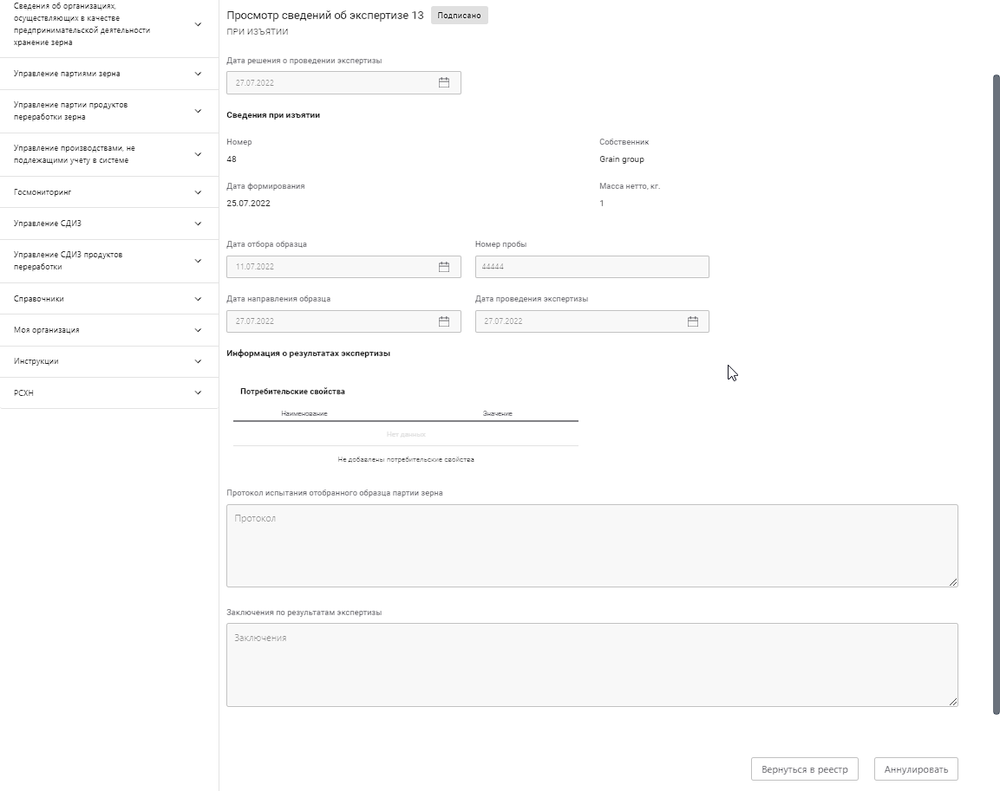 Сведения об организациях,
осуществляющих в качестве
предпринимательской деятельности
хранение зерна
Управление партиями зерна
Управление партии продуктов
переработки зерна
Управление производствами, не
подлежащими учету в системе
Госмониторинг
Управление СДИЗ
Управление СДИЗ продуктов
переработки
Справочники
Моя организация
Инструкции
РСХН
Просмотр сведений об экспертизе 13 Подписано
ПРИ ИЗЪЯТИИ
Дата решения о проведении экспертизы
27.07.2022
Сведения при изъятии
Номер Собственник
48 Grain group
Дата формирования Масса нетто, кг.
25.07.2022 1
Дата отбора образца Номер пробы
11.07.2022 44444
Дата направления образца Дата проведения экспертизы
27.07.2022 27.07.2022
Информация о результатах экспертизы
Потребительские свойства
Наименование Значение
Нет данных
Не добавлены потребительские свойства
Протокол испытания отобранного образца партии зерна
Протокол
Заключения по результатам экспертизы
Заключения
Вернуться в реестр Аннулировать